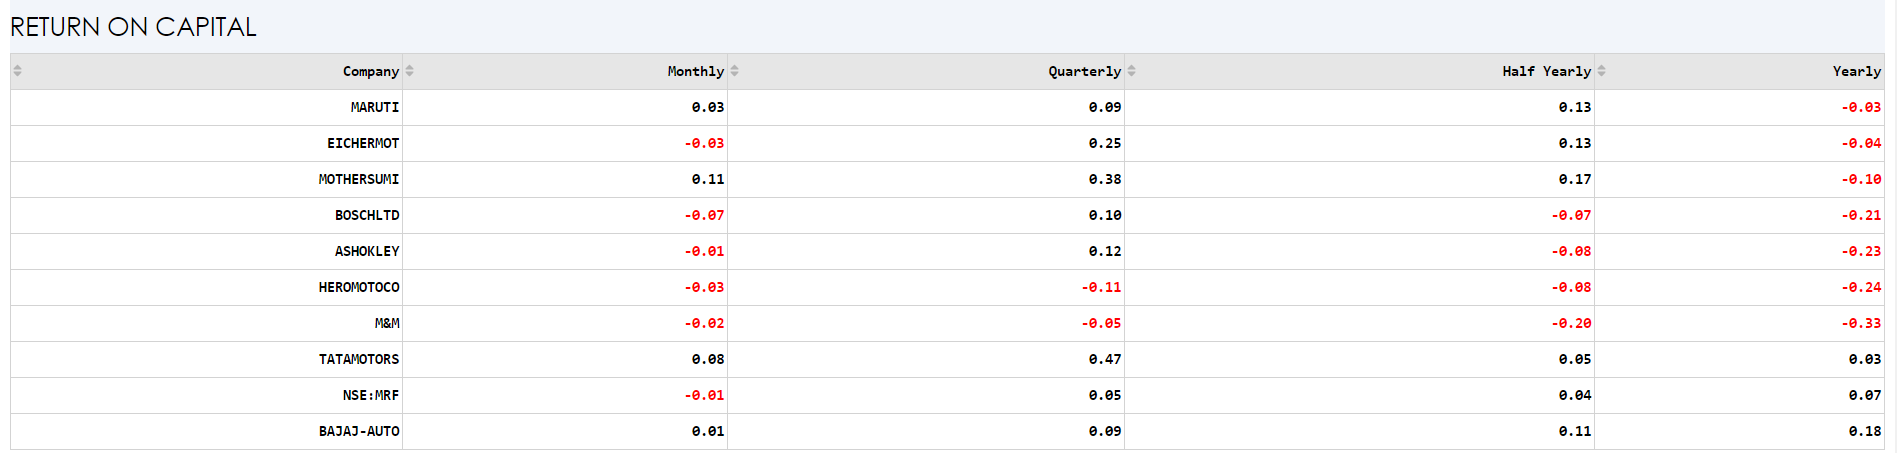 RETURN ON CAPITAL
Company Monthly Quarterly Half Yearly Yearly
MARUTI 0.03 0.09 0.13 -0.03
EICHERMOT -0.03 0.25 0.13 -0.04
MOTHERSUMI 0.11 0.38 0.17 -0.10
BOSCHLTD -0.07 0.10 -0.07 -0.21
ASHOKLEY -0.01 0.12 -0.08 -0.23
HEROMOTOCO -0.03 -0.11 -0.08 -0.24
M&M -0.02 -0.05 -0.20 -0.33
TATAMOTORS 0.08 0.47 0.05 0.03
NSE:MRF -0.01 0.05 0.04 0.07
BAJAJ-AUTO 0.01 0.09 0.11 0.18